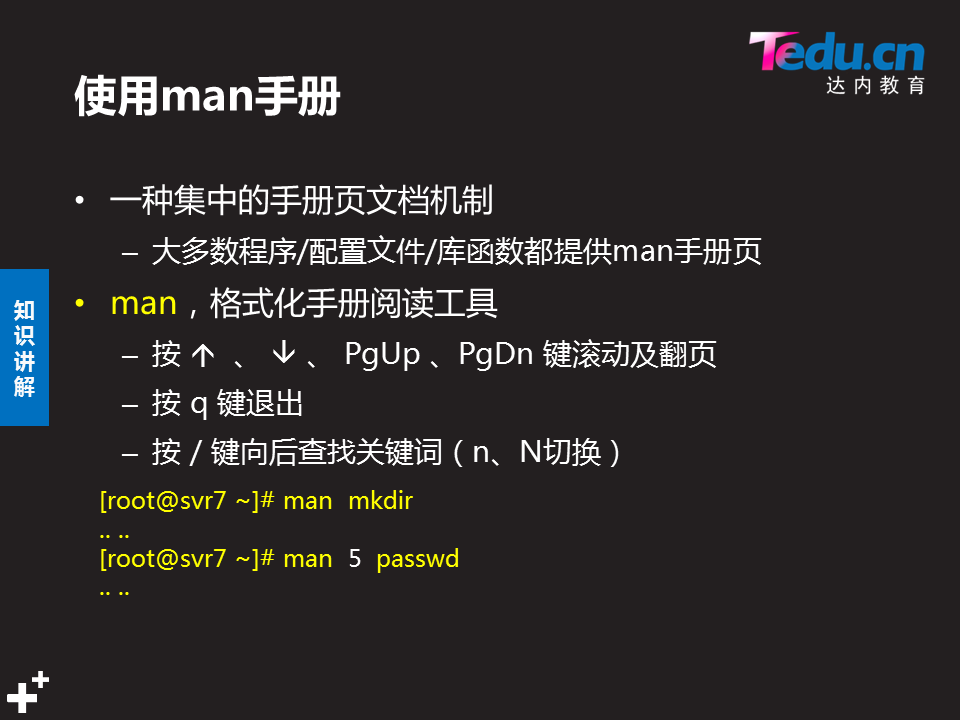 Tedu.cn
达内教育
使用man手册
• 一种集中的手册页文档机制
– 大多数程序/配置文件/库函数都提供man手册页
• man，格式化手册阅读工具
– 按 ↑ 、 ↓ 、 PgUp 、PgDn 键滚动及翻页
– 按 q 键退出
– 按 / 键向后查找关键词（n、N切换）
知识讲解
[root@svr7 ~]# man mkdir
.. ..
[root@svr7 ~]# man 5 passwd
.. ..